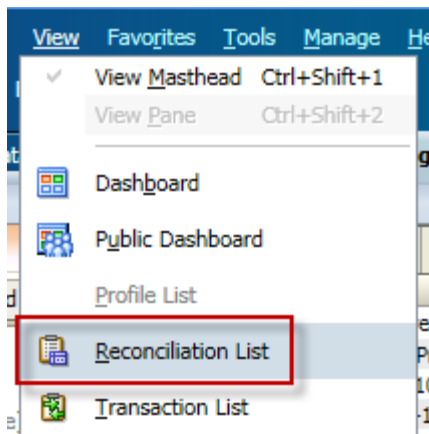 View Favorites Tools Manage He
View Masthead Ctrl+Shift+1
View Pane Ctrl+Shift+2
Dashboard
Public Dashboard
Profile List
Reconciliation List
Transaction List